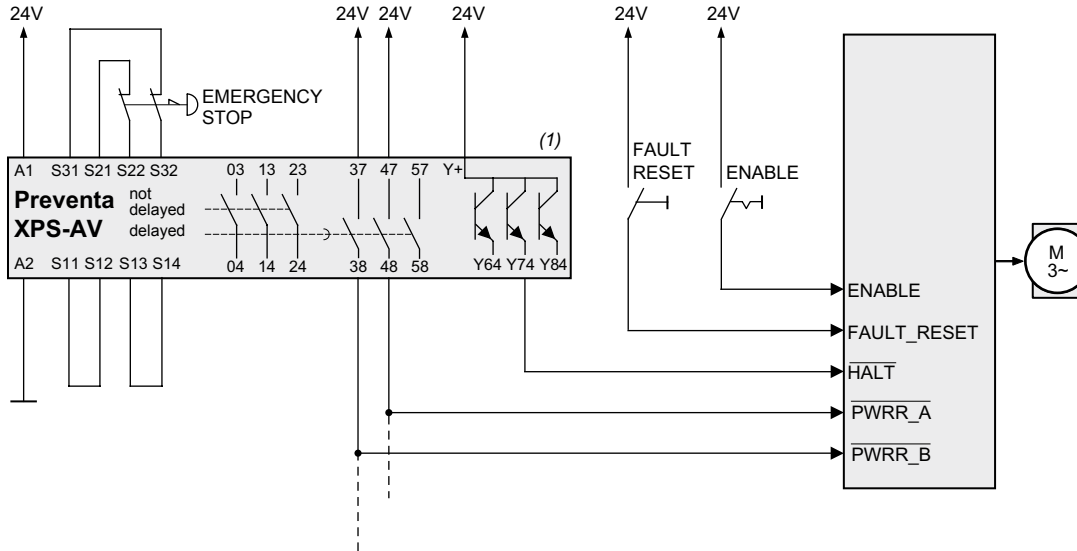 24V 24V 24V 24V 24V 24V
EMERGENCY
STOP
(1)
FAULT
RESET
ENABLE
A1 S31 S21 S22 S32 03 13 23 37 47 57 Y+
Preventa
XPS-AV
not
delayed
delayed
A2 S11 S12 S13 S14 04 14 24 38 48 58 Y64 Y74 Y84
M
3~
ENABLE
FAULT_RESET
HALT
PWRR_A
PWRR_B